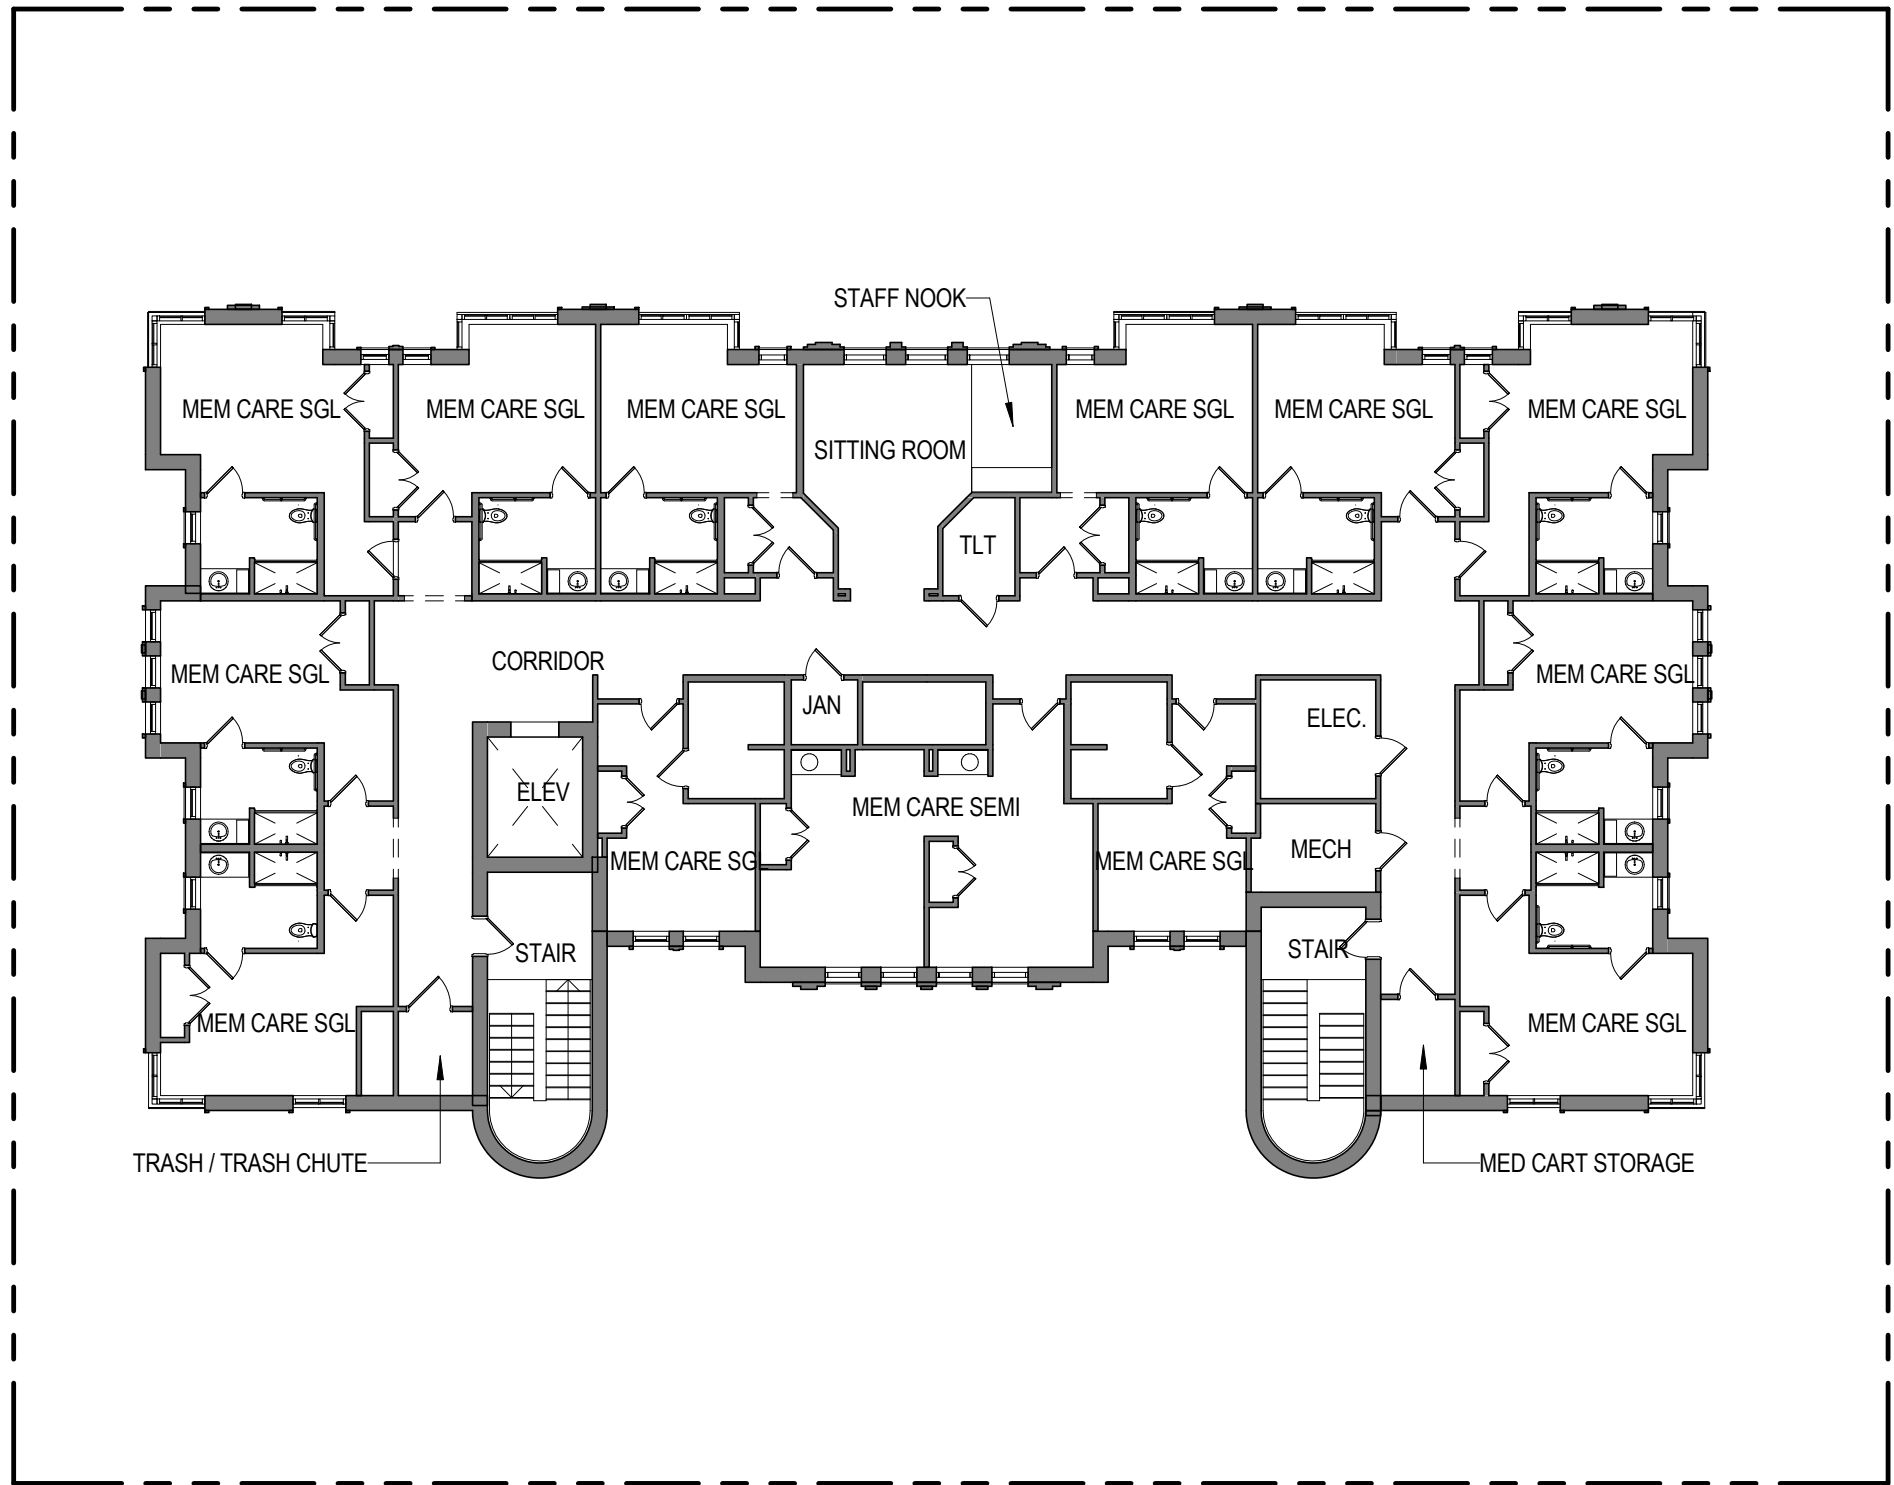 STAFF NOOK
MEM CARE SGL
MEM CARE SGL
MEM CARE SGL
MEM CARE SGL
MEM CARE SGL
MEM CARE SGL
SITTING ROOM
TLT
CORRIDOR
MEM CARE SGL
MEM CARE SGL
JAN
ELEC.
ELEV
MEM CARE SEMI
MEM CARE SGL
MEM CARE SGL
MECH
STAIR
STAIR
MEM CARE SGL
MEM CARE SGL
TRASH / TRASH CHUTE
MED CART STORAGE